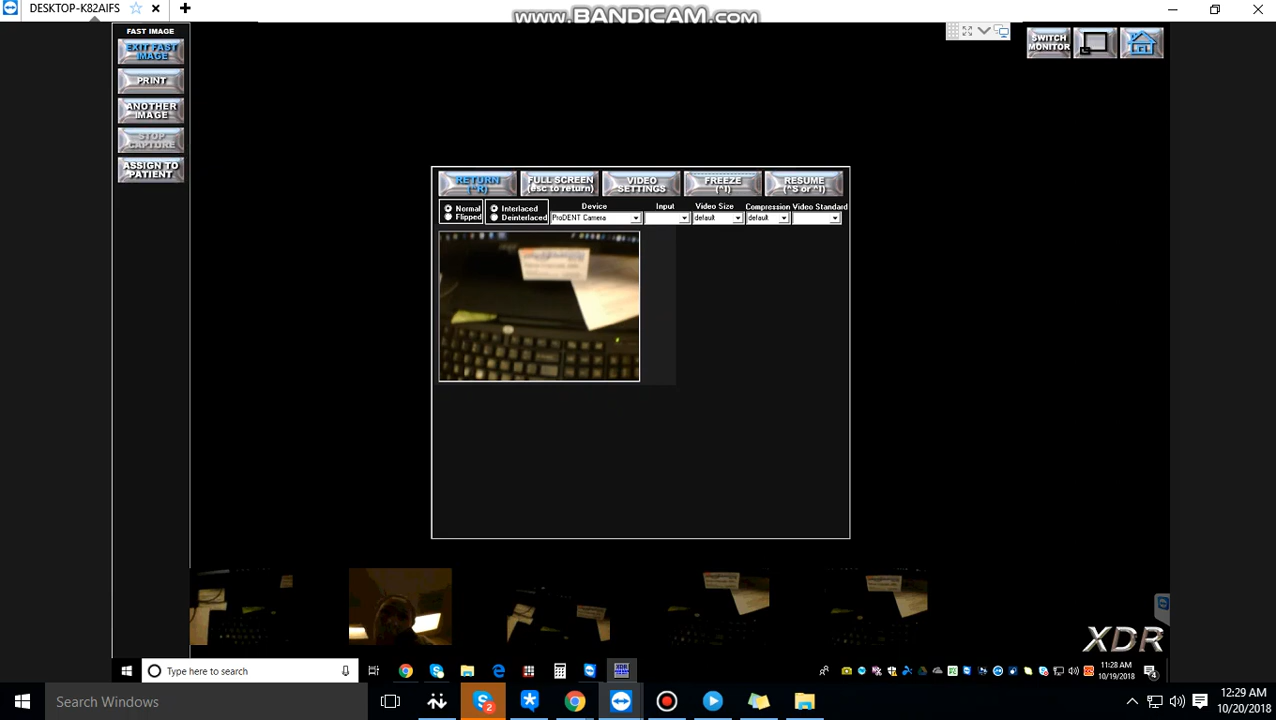 DESKTOP-K82AIFS
www.BANDICAM.com
FAST IMAGE
EXIT FAST
IMAGE
PRINT
ANOTHER
IMAGE
STOP
CAPTURE
ASSIGN TO
PATIENT
SWITCH
MONITOR
RETURN
(^R)
FULL SCREEN
(esc to return)
VIDEO
SETTINGS
FREEZE
(^I)
RESUME
(^S or ^I)
Normal
Flipped
Interlaced
Deinterlaced
Device
Input
Video Size
Compression
Video Standard
ProDENT Camera
default
default
XDR
Type here to search
11:28 AM
10/19/2018
4
Search Windows
2
12:29 AM
10/20/2018